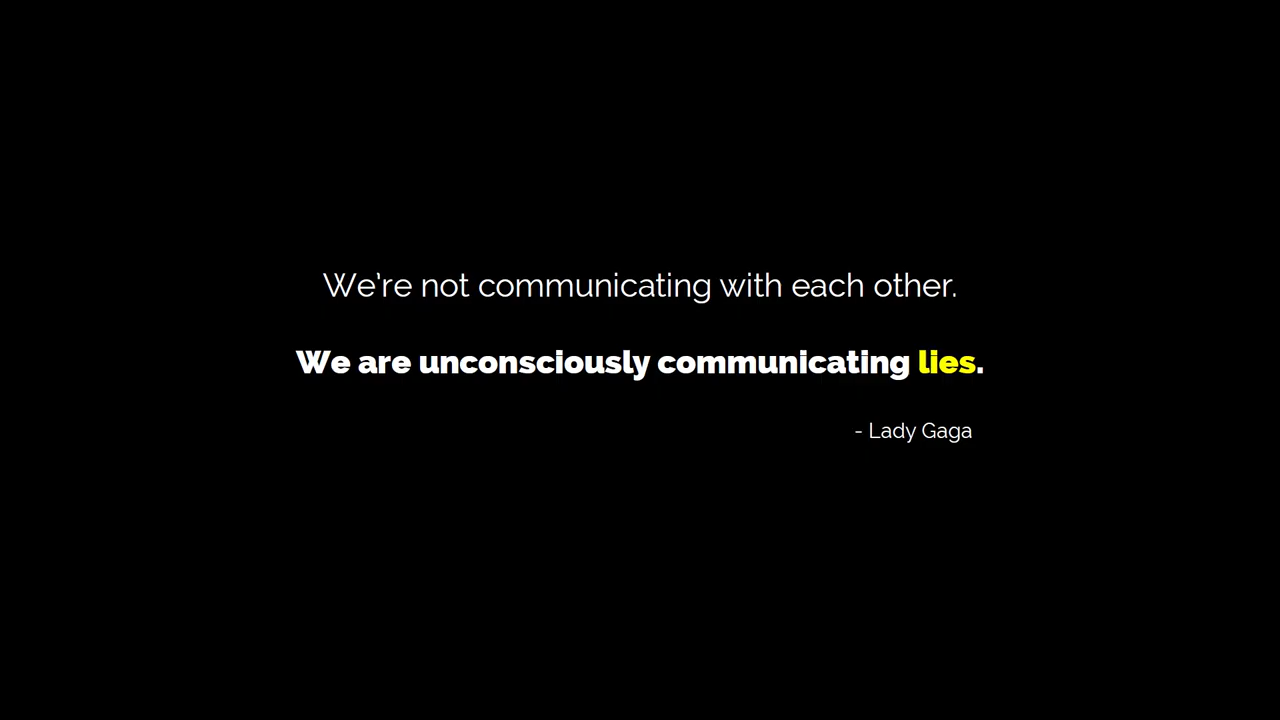 We're not communicating with each other.
We are unconsciously communicating lies.
- Lady Gaga